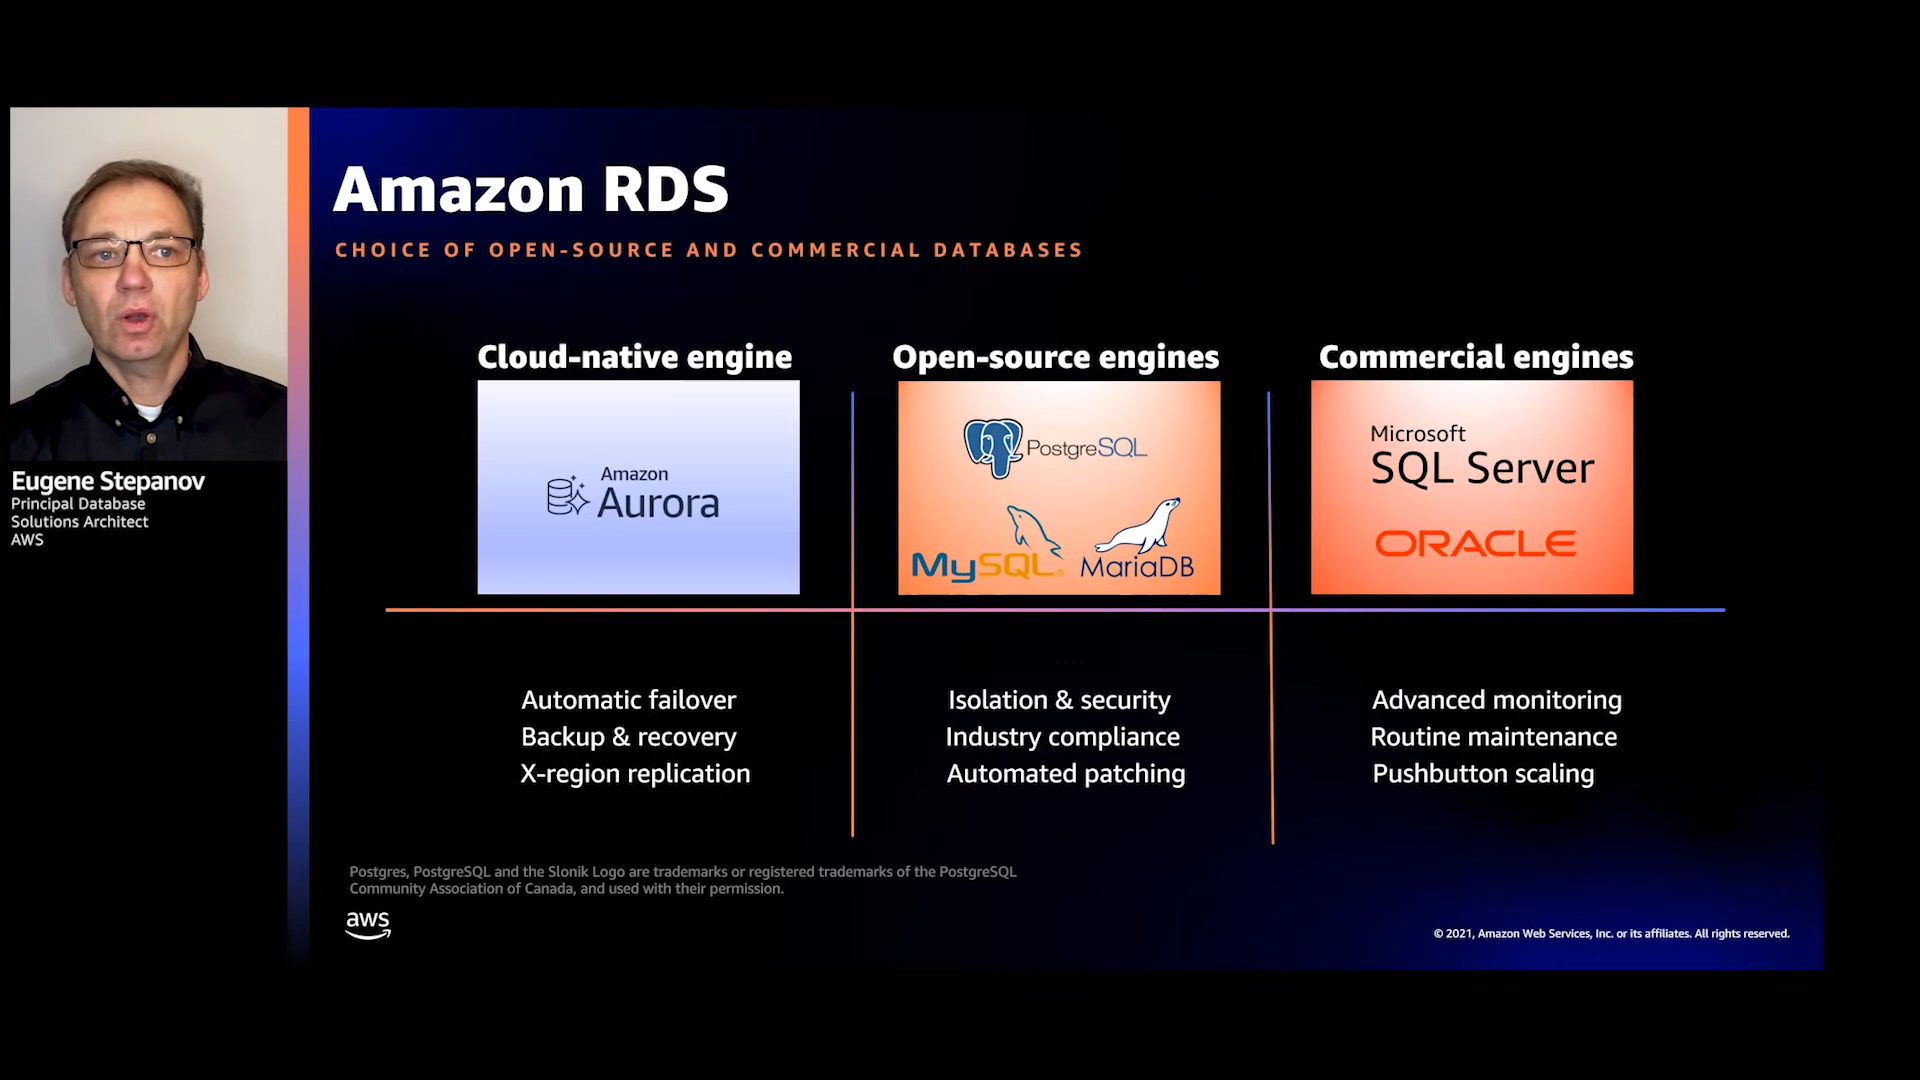 Amazon RDS
CHOICE OF OPEN-SOURCE AND COMMERCIAL DATABASES
Eugene Stepanov
Principal Database
Solutions Architect
AWS
Cloud-native engine
Amazon
Aurora
Automatic failover
Backup & recovery
X-region replication
Open-source engines
PostgreSQL
MySQL®
MariaDB
Isolation & security
Industry compliance
Automated patching
Commercial engines
Microsoft
SQL Server
ORACLE
Advanced monitoring
Routine maintenance
Pushbutton scaling
Postgres, PostgreSQL and the Slonik Logo are trademarks or registered trademarks of the PostgreSQL
Community Association of Canada, and used with their permission.
aws
© 2021, Amazon Web Services, Inc. or its affiliates. All rights reserved.